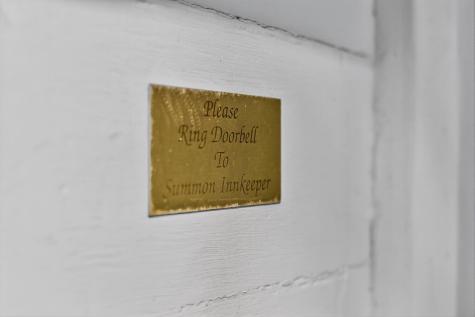 Please
Ring Doorbell
To
Summon Innkeeper